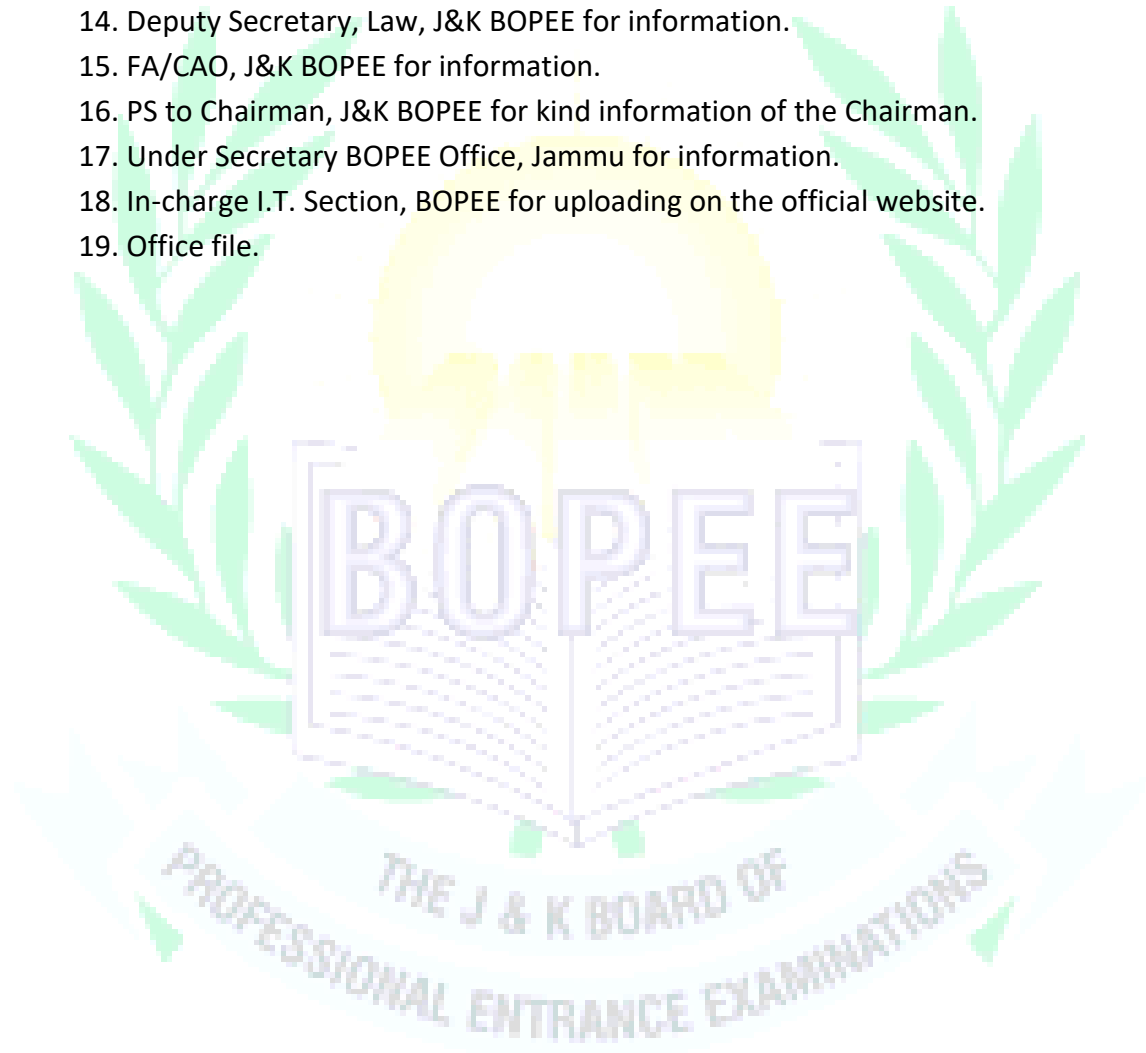 14. Deputy Secretary, Law, J&K BOPEE for information.
15. FA/CAO, J&K BOPEE for information.
16. PS to Chairman, J&K BOPEE for kind information of the Chairman.
17. Under Secretary BOPEE Office, Jammu for information.
18. In-charge I.T. Section, BOPEE for uploading on the official website.
19. Office file.
BOPEE
THE J & K BOARD OF
PROFESSIONAL ENTRANCE EXAMINATIONS